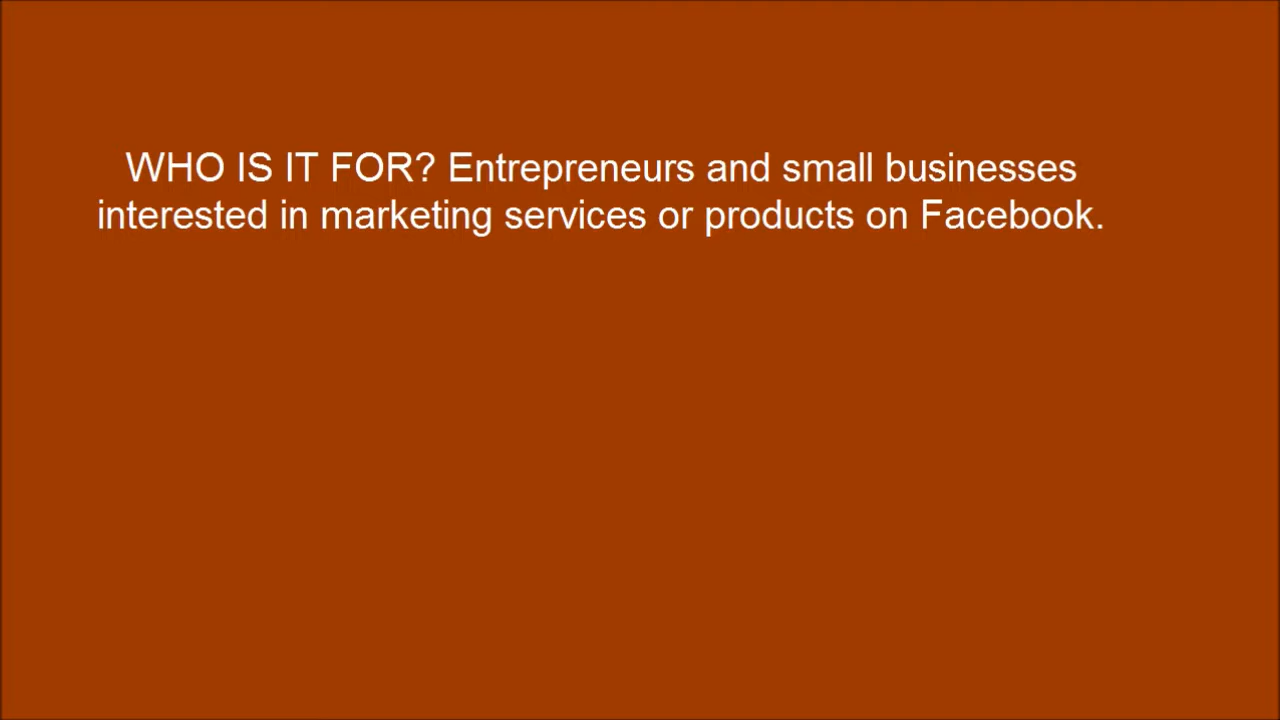 WHO IS IT FOR? Entrepreneurs and small businesses
interested in marketing services or products on Facebook.